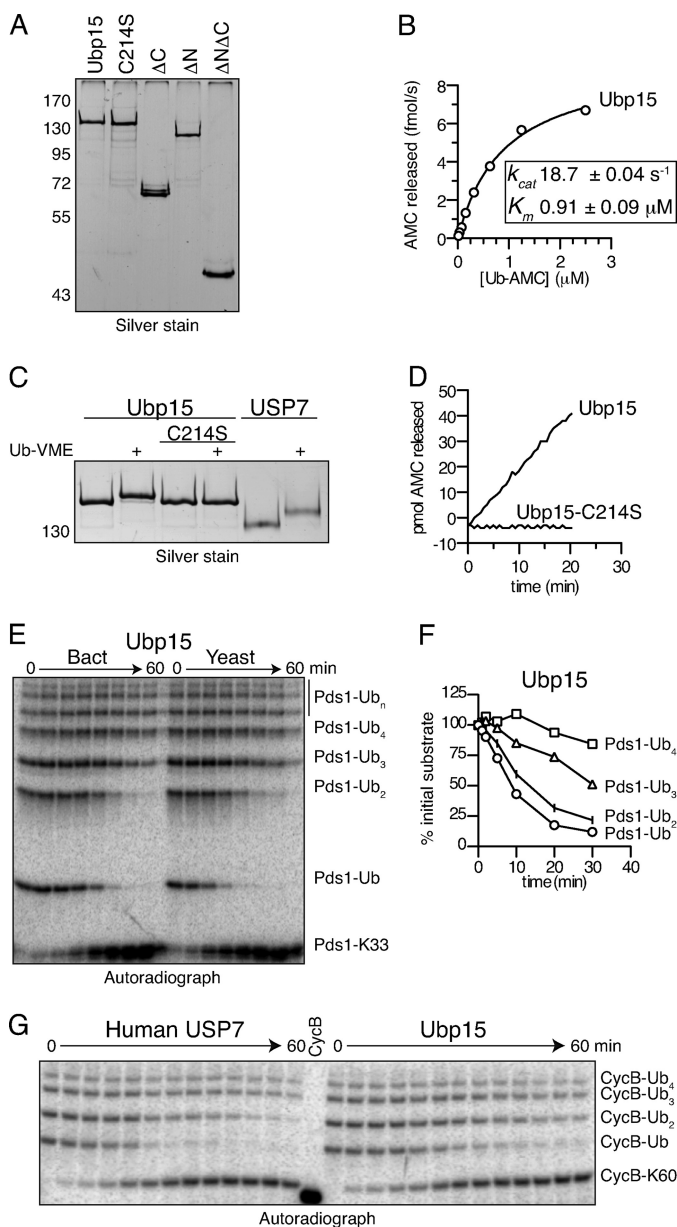 A
Ubp15
C214S
ΔC
ΔN
ΔNΔC
170
130
95
72
55
43
Silver stain
B
AMC released (fmol/s)
8
6
4
2
0
Ubp15
kcat 18.7 ± 0.04 s-1
Km 0.91 ± 0.09 μM
0 1 2 3
[Ub-AMC] (μM)
C
Ubp15 USP7
C214S
Ub-VME + + +
130
Silver stain
D
pmol AMC released
50
40
30
20
10
0
-10
Ubp15
Ubp15-C214S
0 10 20 30
time (min)
E
Ubp15
Bact Yeast
0 60 0 60 min
Pds1-Ubn
Pds1-Ub4
Pds1-Ub3
Pds1-Ub2
Pds1-Ub
Pds1-K33
Autoradiograph
F
Ubp15
% initial substrate
125
100
75
50
25
0
Pds1-Ub4
Pds1-Ub3
Pds1-Ub2
Pds1-Ub
0 10 20 30 40
time (min)
G
Human USP7 Ubp15
0 60 CycB 0 60 min
CycB-Ub4
CycB-Ub3
CycB-Ub2
CycB-Ub
CycB-K60
Autoradiograph